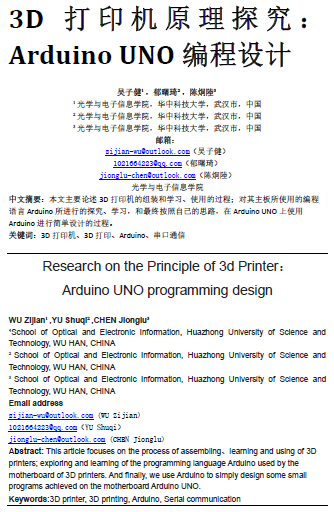 3D 打印机原理探究：
Arduino UNO 编程设计
吴子健¹，郁曙琦²，陈炯陆³
¹光学与电子信息学院，华中科技大学，武汉市，中国
²光学与电子信息学院，华中科技大学，武汉市，中国
³光学与电子信息学院，华中科技大学，武汉市，中国
邮箱：
zijian-wu@outlook.com（吴子健）
1021664223@qq.com（郁曙琦）
jionglu-chen@outlook.com（陈炯陆）
光学与电子信息学院
中文摘要：本文主要论述 3D 打印机的组装和学习、使用的过程；对其主板所使用的编程
语言 Arduino 所进行的探究、学习，和最终按照自己的思路，在 Arduino UNO 上使用
Arduino 进行简单设计的过程。
关键词：3D 打印机、3D 打印、Arduino、串口通信
Research on the Principle of 3d Printer：
Arduino UNO programming design
WU Zijian¹ ,YU Shuqi² ,CHEN Jionglu³
¹School of Optical and Electronic Information, Huazhong University of Science and
Technology, WU HAN, CHINA
² School of Optical and Electronic Information, Huazhong University of Science and
Technology, WU HAN, CHINA
³ School of Optical and Electronic Information, Huazhong University of Science and
Technology, WU HAN, CHINA
Email address
zijian-wu@outlook.com (WU Zijian)
1021664223@qq.com (YU Shuqi)
jionglu-chen@outlook.com (CHEN Jionglu)
Abstract: This article focuses on the process of assembling、learning and using of 3D
printers; exploring and learning of the programming language Arduino used by the
motherboard of 3D printers. And finally, we use Arduino to simply design some small
programs achieved on the motherboard Arduino UNO.
Keywords:3D printer, 3D printing, Arduino, Serial communication